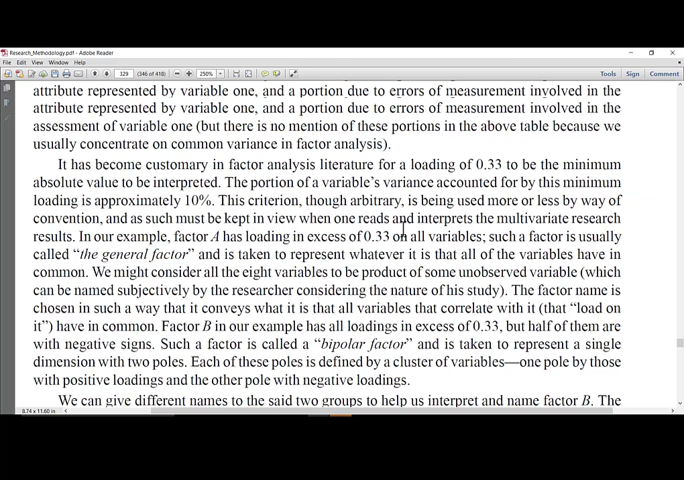 Research_Methodology.pdf - Adobe Reader
File Edit View Window Help
329 (346 of 418) 250% Tools Sign Comment
attribute represented by variable one, and a portion due to errors of measurement involved in the
attribute represented by variable one, and a portion due to errors of measurement involved in the
assessment of variable one (but there is no mention of these portions in the above table because we
usually concentrate on common variance in factor analysis).
It has become customary in factor analysis literature for a loading of 0.33 to be the minimum
absolute value to be interpreted. The portion of a variable's variance accounted for by this minimum
loading is approximately 10%. This criterion, though arbitrary, is being used more or less by way of
convention, and as such must be kept in view when one reads and interprets the multivariate research
results. In our example, factor A has loading in excess of 0.33 on all variables; such a factor is usually
called "the general factor" and is taken to represent whatever it is that all of the variables have in
common. We might consider all the eight variables to be product of some unobserved variable (which
can be named subjectively by the researcher considering the nature of his study). The factor name is
chosen in such a way that it conveys what it is that all variables that correlate with it (that "load on
it") have in common. Factor B in our example has all loadings in excess of 0.33, but half of them are
with negative signs. Such a factor is called a "bipolar factor" and is taken to represent a single
dimension with two poles. Each of these poles is defined by a cluster of variables—one pole by those
with positive loadings and the other pole with negative loadings.
We can give different names to the said two groups to help us interpret and name factor B. The
8.74 x 11.60 in